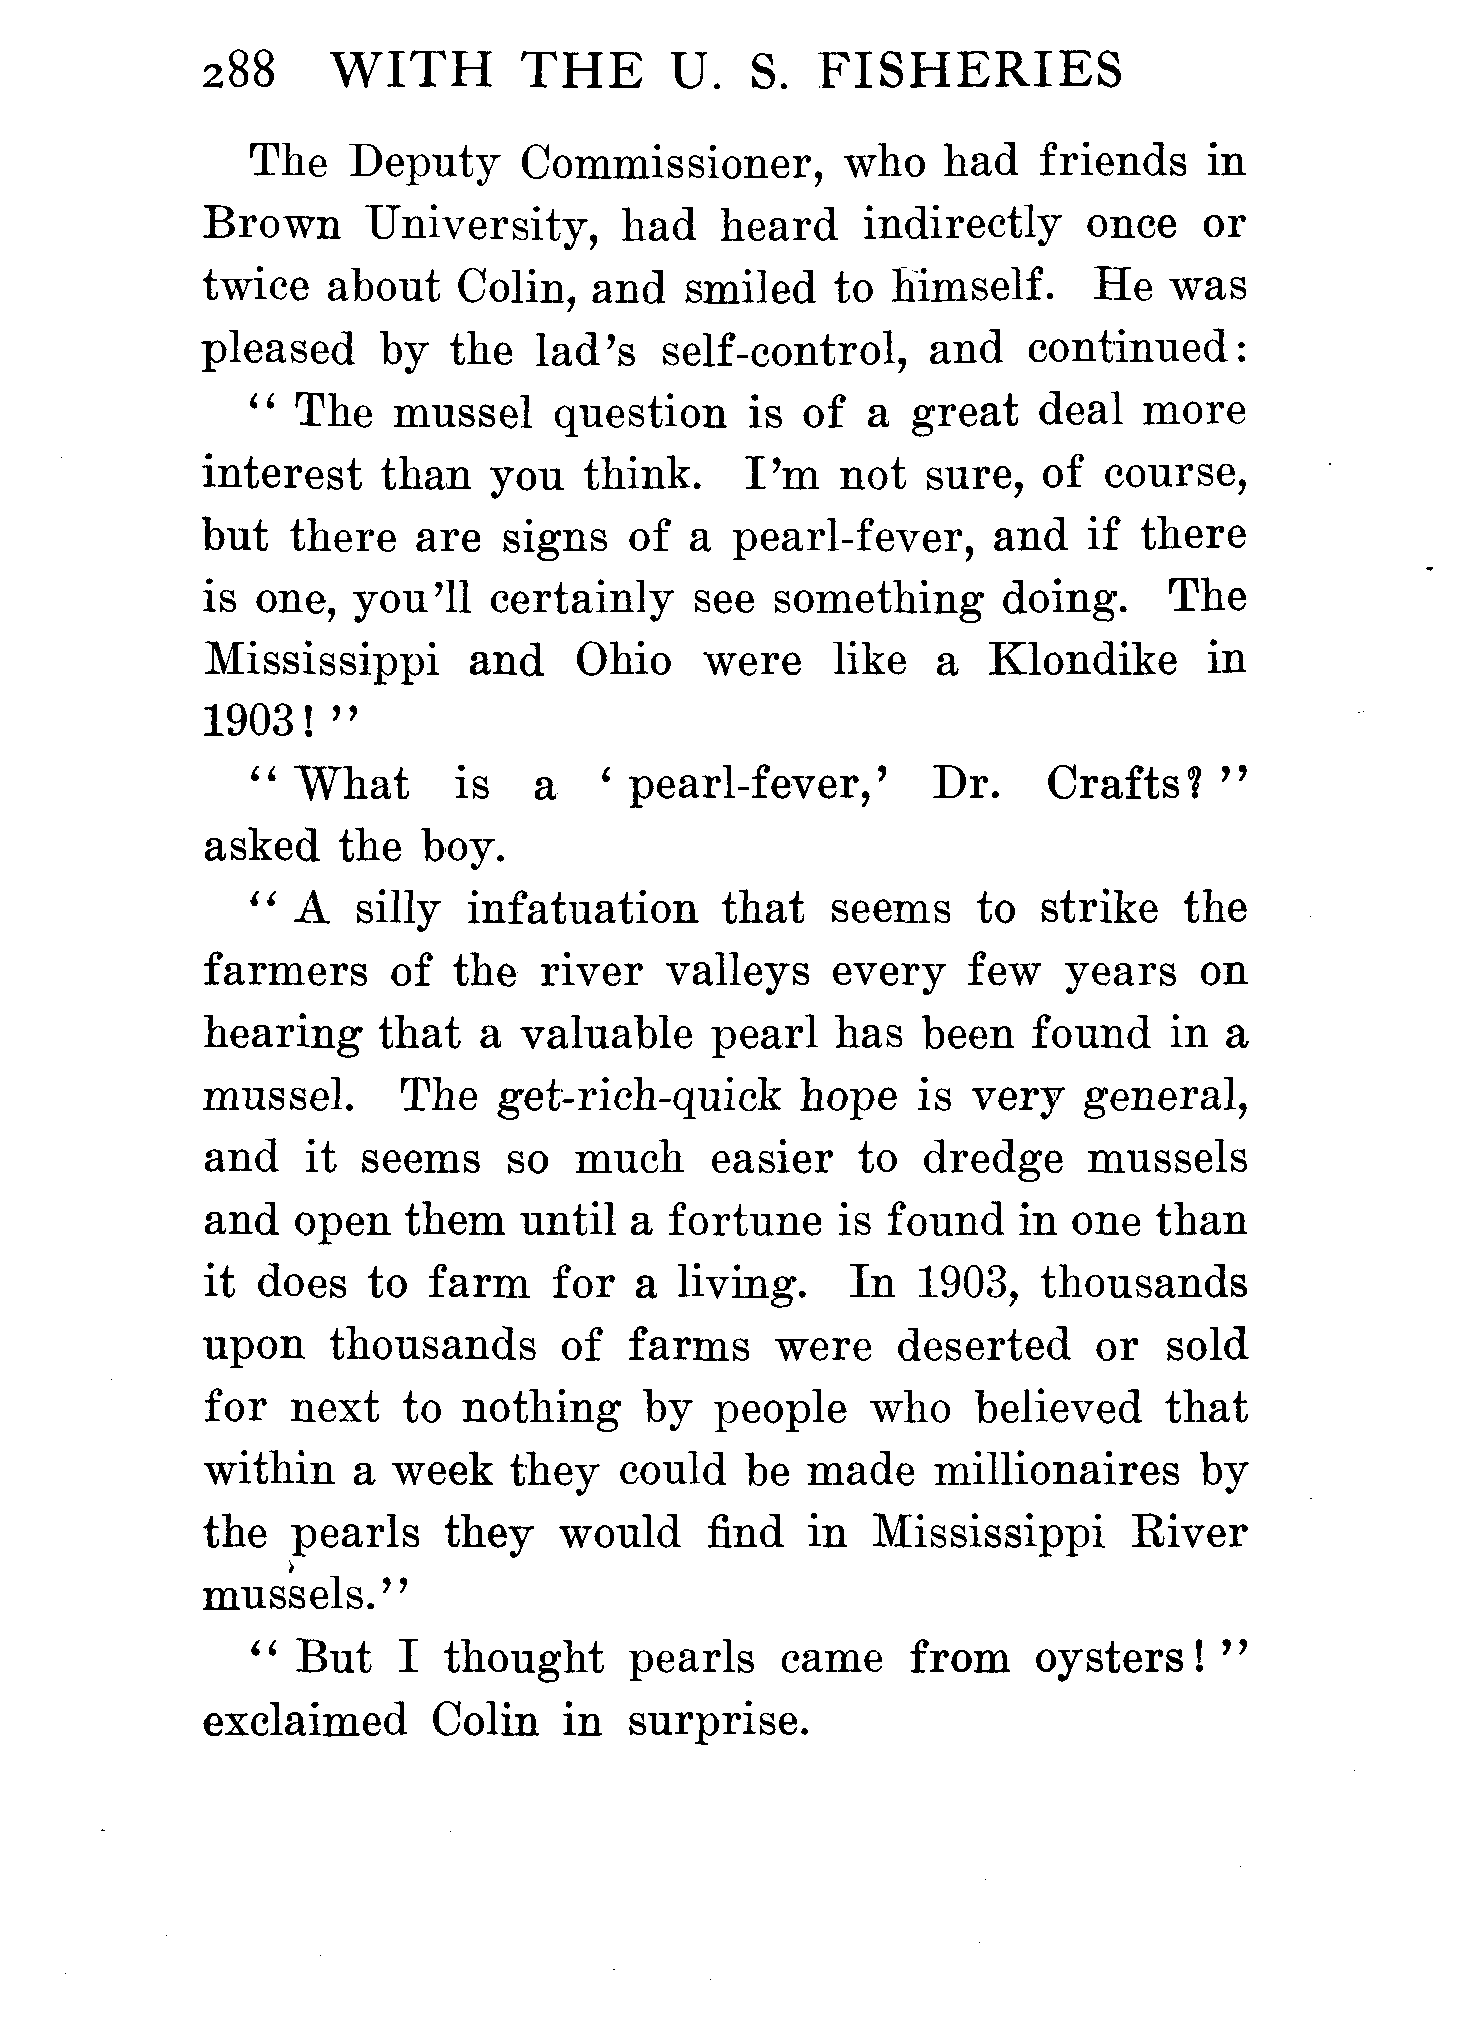 288 WITH THE U. S. FISHERIES
The Deputy Commissioner, who had friends in
Brown University, had heard indirectly once or
twice about Colin, and smiled to himself. He was
pleased by the lad's self-control, and continued:
“ The mussel question is of a great deal more
interest than you think. I'm not sure, of course,
but there are signs of a pearl-fever, and if there
is one, you'll certainly see something doing. The
Mississippi and Ohio were like a Klondike in
1903! ”
“ What is a ‘ pearl-fever,’ Dr. Crafts? ”
asked the boy.
“ A silly infatuation that seems to strike the
farmers of the river valleys every few years on
hearing that a valuable pearl has been found in a
mussel. The get-rich-quick hope is very general,
and it seems so much easier to dredge mussels
and open them until a fortune is found in one than
it does to farm for a living. In 1903, thousands
upon thousands of farms were deserted or sold
for next to nothing by people who believed that
within a week they could be made millionaires by
the pearls they would find in Mississippi River
mussels.”
“ But I thought pearls came from oysters! ”
exclaimed Colin in surprise.